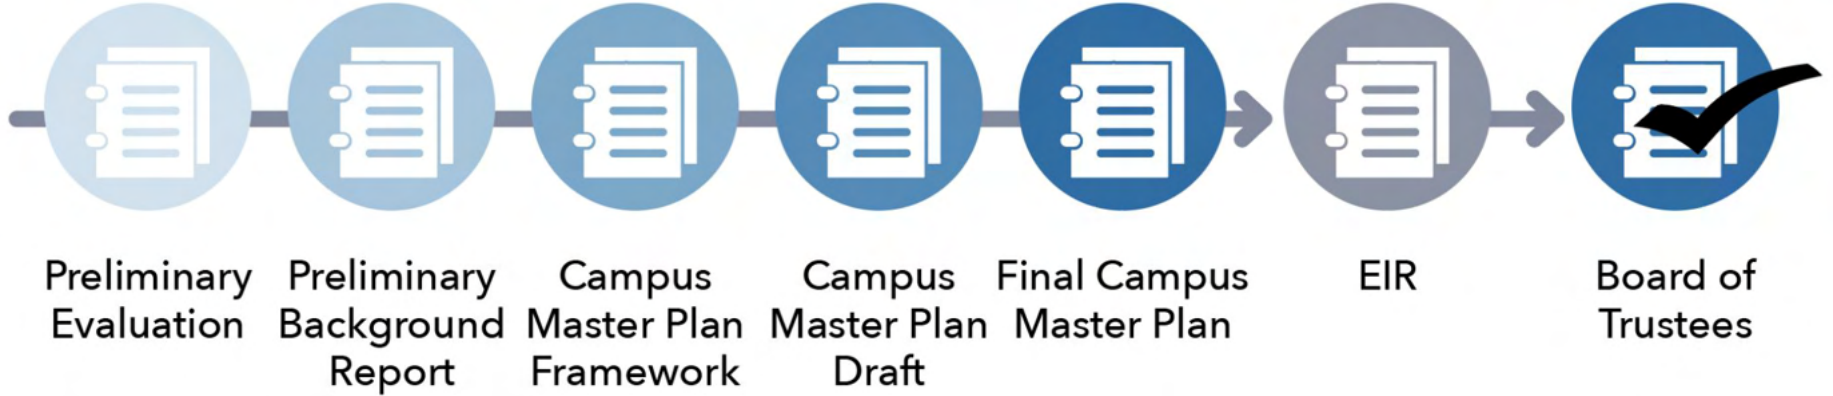 Preliminary
Evaluation
Preliminary
Background
Report
Campus
Master Plan
Framework
Campus
Master Plan
Draft
Final Campus
Master Plan
EIR
Board of
Trustees